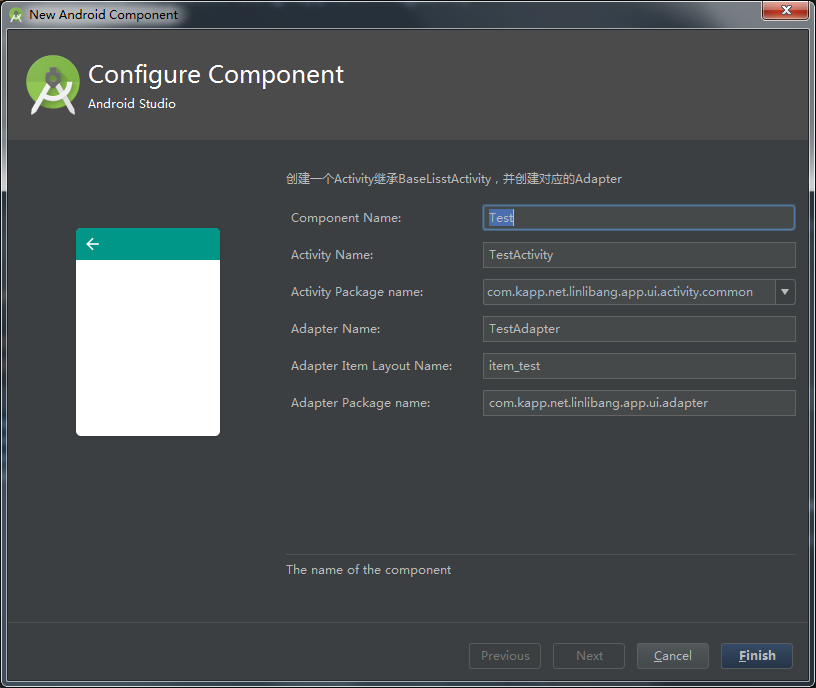 New Android Component
Configure Component
Android Studio
创建一个Activity继承BaseLisstActivity，并创建对应的Adapter
Component Name: Test
Activity Name: TestActivity
Activity Package name: com.kapp.net.linlibang.app.ui.activity.common
Adapter Name: TestAdapter
Adapter Item Layout Name: item_test
Adapter Package name: com.kapp.net.linlibang.app.ui.adapter
The name of the component
Previous Next Cancel Finish